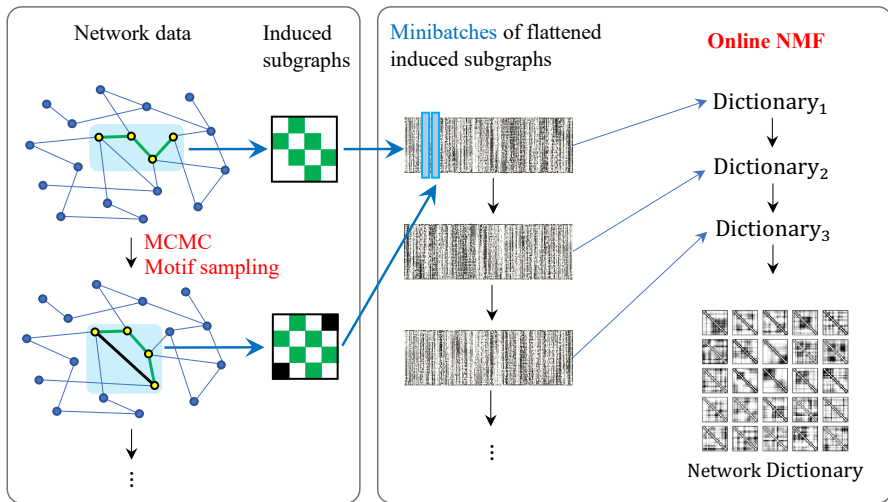 Network data
Induced
subgraphs
MCMC
Motif sampling
⋮
Minibatches of flattened
induced subgraphs
⋮
Online NMF
Dictionary₁
Dictionary₂
Dictionary₃
Network Dictionary